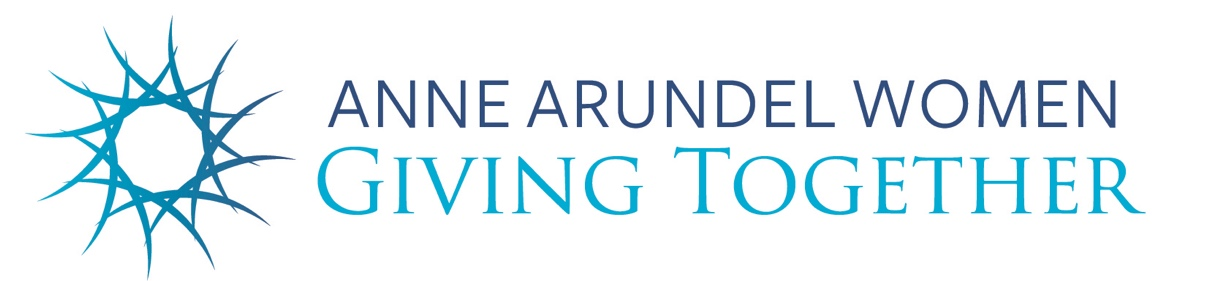 ANNE ARUNDEL WOMEN
GIVING TOGETHER